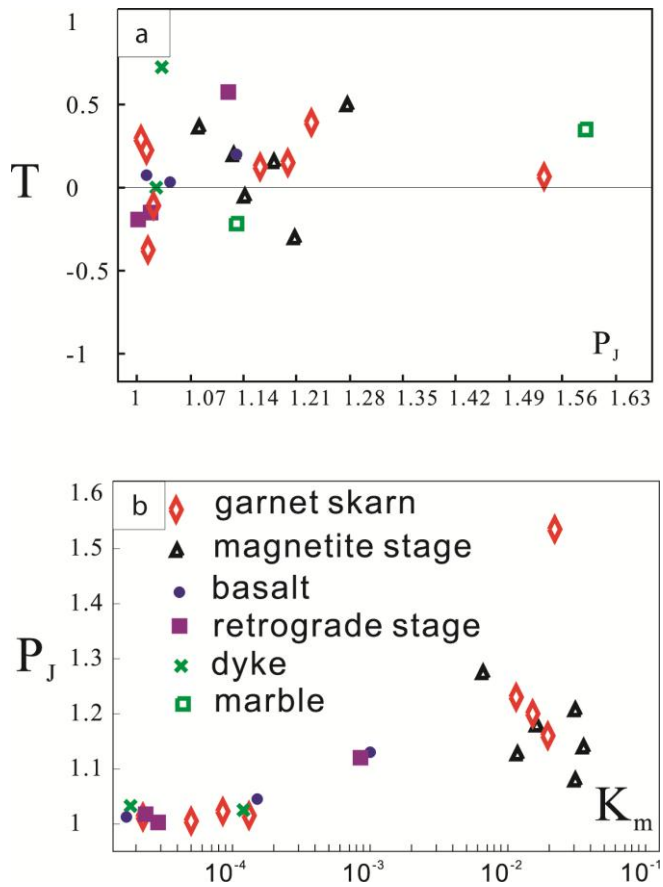 a
1
0.5
T
0
-0.5
-1
P_J
1 1.07 1.14 1.21 1.28 1.35 1.42 1.49 1.56 1.63
b
1.6
garnet skarn
1.5
magnetite stage
1.4
basalt
retrograde stage
P_J
1.3
dyke
1.2
marble
1.1
1
K_m
10⁻⁴ 10⁻³ 10⁻² 10⁻¹